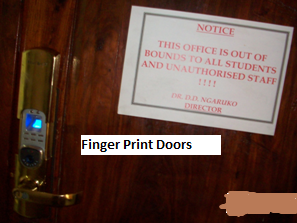 NOTICE
THIS OFFICE IS OUT OF
BOUNDS TO ALL STUDENTS
AND UNAUTHORISED STAFF
!!!!
DR. D.D. NGARUKO
DIRECTOR
Finger Print Doors